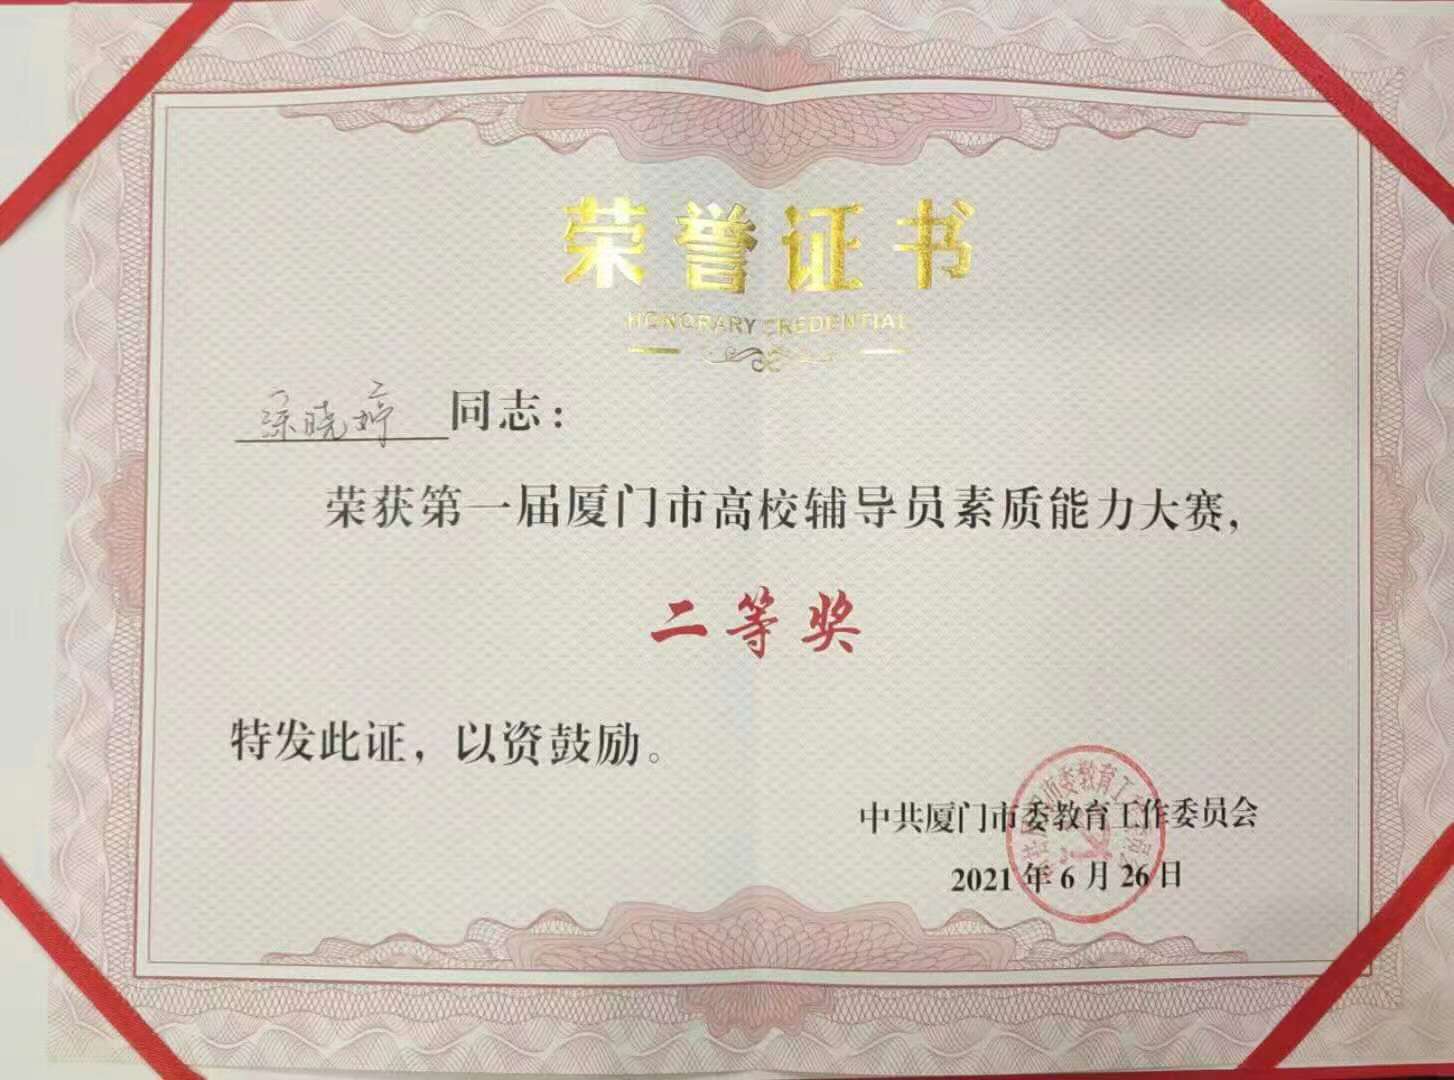 荣誉证书
HONORARY CREDENTIAL
晓婷同志：
荣获第一届厦门市高校辅导员素质能力大赛，
二等奖
特发此证，以资鼓励。
中共厦门市委教育工作委员会
2021年6月26日